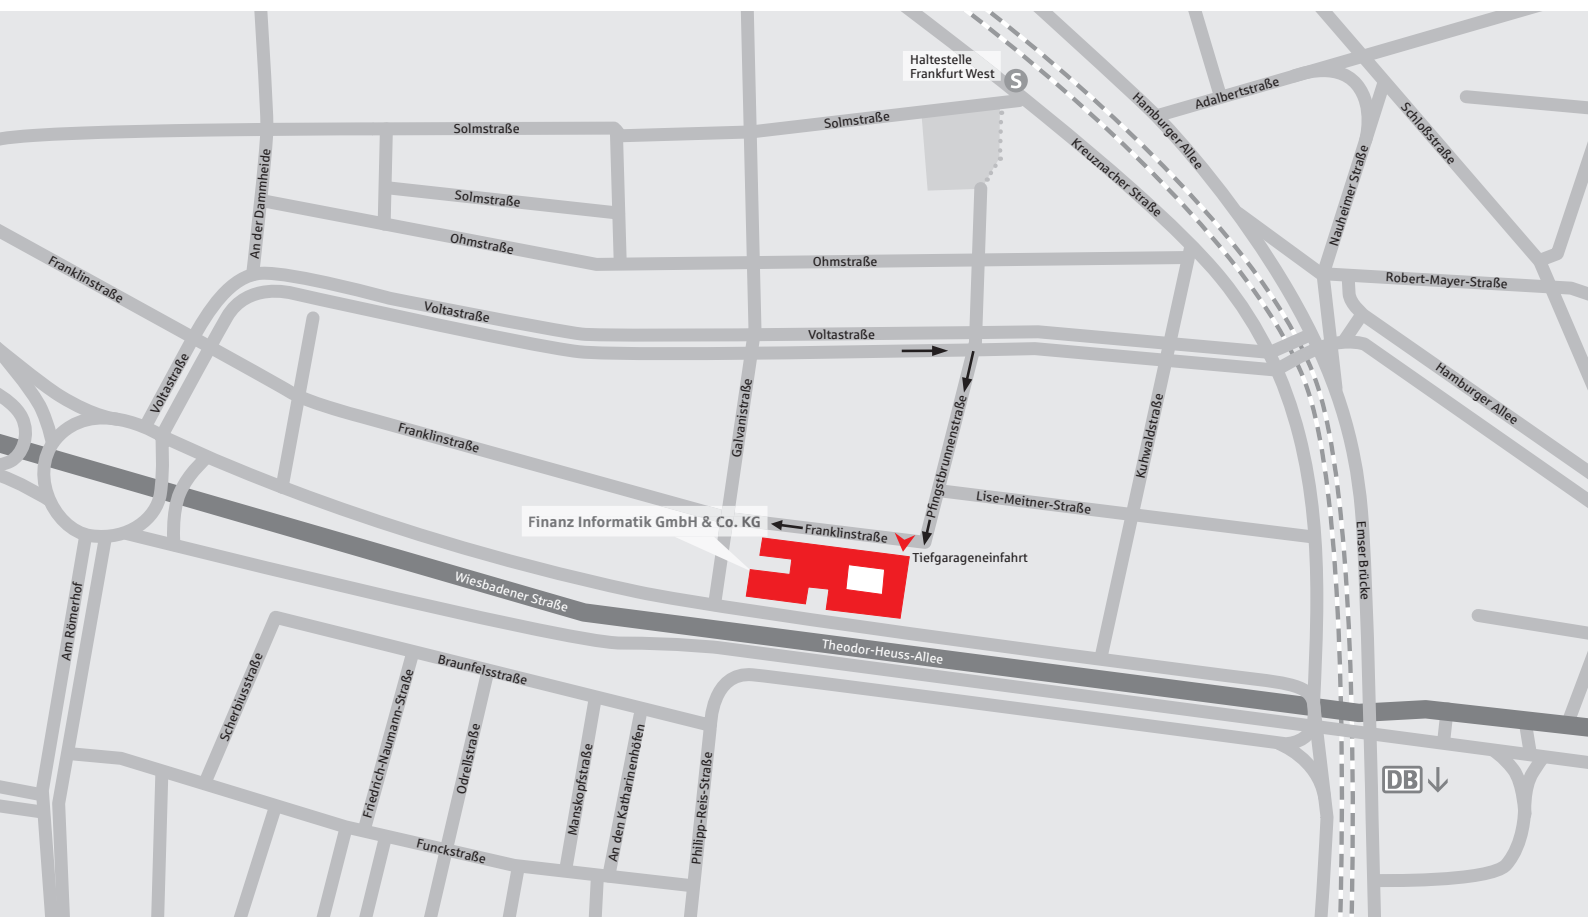 Haltestelle
Frankfurt West
S
Adalbertstraße
Hamburger Allee
Schloßstraße
Solmstraße
Solmstraße
Kreuznacher Straße
Nauheimer Straße
An der Dammheide
Solmstraße
Ohmstraße
Ohmstraße
Franklinstraße
Robert-Mayer-Straße
Voltastraße
Voltastraße
Voltastraße
Hamburger Allee
Galvanistraße
Kuhwaldstraße
Franklinstraße
Pfingstbrunnenstraße
Lise-Meitner-Straße
Finanz Informatik GmbH & Co. KG
Franklinstraße
Tiefgarageneinfahrt
Emser Brücke
Wiesbadener Straße
Am Römerhof
Theodor-Heuss-Allee
Braunfelsstraße
Scherbiusstraße
Friedrich-Naumann-Straße
Odrellstraße
Manskopfstraße
An den Katharinenhöfen
Philipp-Reis-Straße
DB
Funckstraße